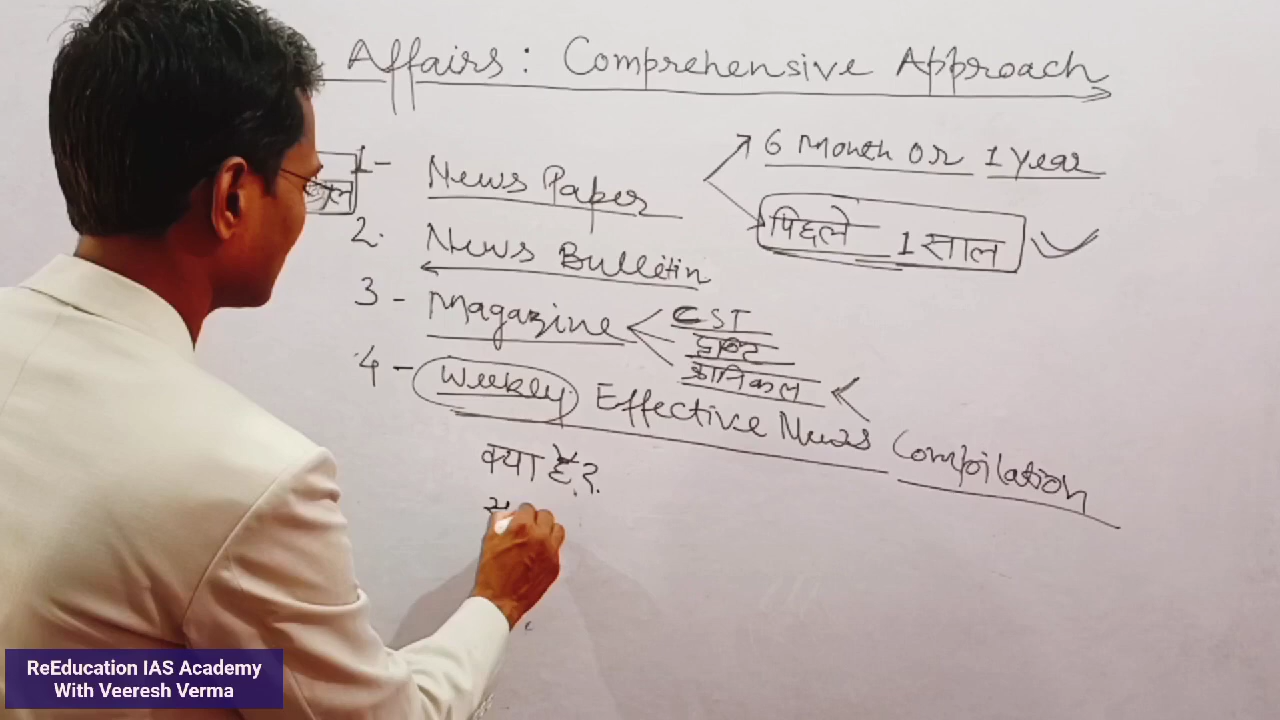 Affairs : Comprehensive Approach
1- News Paper
6 Month or 1 year
पिछले 1 साल
2. News Bulletin
3 - Magazine
CST
क्रानिकल
4 - Weekly Effective News Compilation
क्या है?
ReEducation IAS Academy
With Veeresh Verma